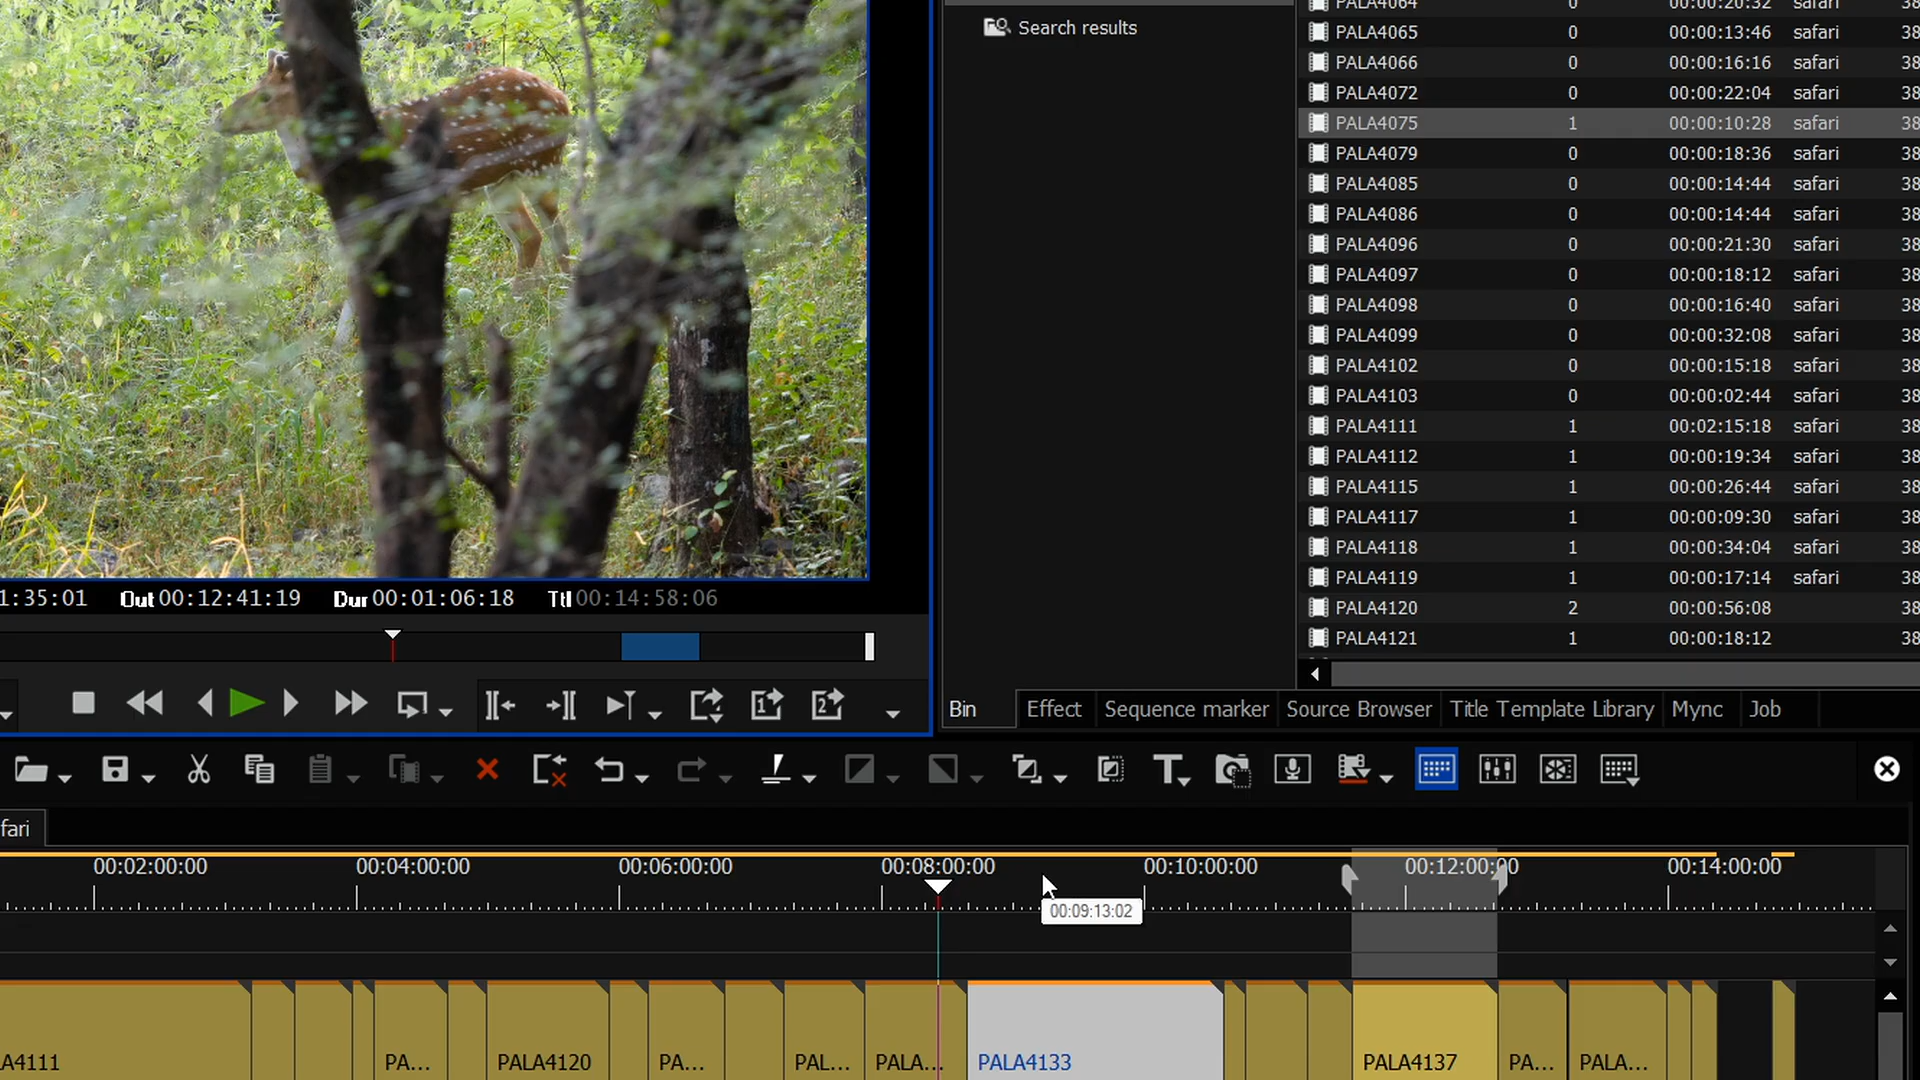 PALA4064 0 00:00:20:32 safari 38
Search results
PALA4065 0 00:00:13:46 safari 38
PALA4066 0 00:00:16:16 safari 38
PALA4072 0 00:00:22:04 safari 38
PALA4075 1 00:00:10:28 safari 38
PALA4079 0 00:00:18:36 safari 38
PALA4085 0 00:00:14:44 safari 38
PALA4086 0 00:00:14:44 safari 38
PALA4096 0 00:00:21:30 safari 38
PALA4097 0 00:00:18:12 safari 38
PALA4098 0 00:00:16:40 safari 38
PALA4099 0 00:00:32:08 safari 38
PALA4102 0 00:00:15:18 safari 38
PALA4103 0 00:00:02:44 safari 38
PALA4111 1 00:02:15:18 safari 38
PALA4112 1 00:00:19:34 safari 38
PALA4115 1 00:00:26:44 safari 38
PALA4117 1 00:00:09:30 safari 38
PALA4118 1 00:00:34:04 safari 38
PALA4119 1 00:00:17:14 safari 38
PALA4120 2 00:00:56:08 38
PALA4121 1 00:00:18:12 38
1:35:01 Out 00:12:41:19 Dur 00:01:06:18 Ttl 00:14:58:06
Bin Effect Sequence marker Source Browser Title Template Library Mync Job
fari
00:02:00:00 00:04:00:00 00:06:00:00 00:08:00:00 00:10:00:00 00:12:00:00 00:14:00:00
00:09:13:02
A4111 PA... PALA4120 PA... PAL... PALA... PALA4133 PALA4137 PA... PALA...